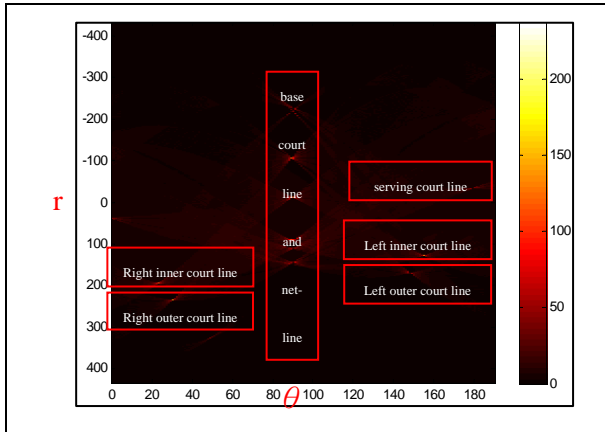 -400
-300
-200
-100
0
100
200
300
400
r
base
court
line
and
net-
line
serving court line
Left inner court line
Left outer court line
Right inner court line
Right outer court line
0 20 40 60 80 100 120 140 160 180
θ
200
150
100
50
0